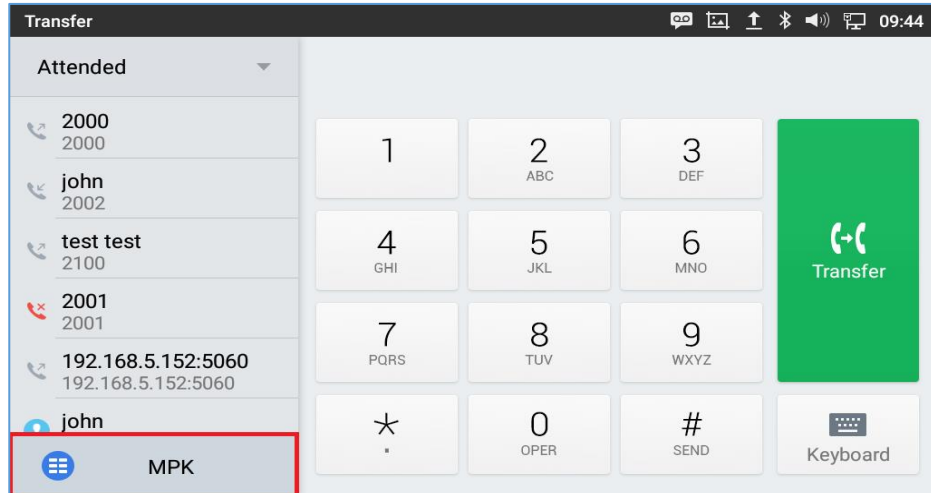 Transfer
09:44
Attended
2000
2000
john
2002
test test
2100
2001
2001
192.168.5.152:5060
192.168.5.152:5060
john
MPK
1
2
ABC
3
DEF
4
GHI
5
JKL
6
MNO
7
PQRS
8
TUV
9
WXYZ
*
.
0
OPER
#
SEND
Transfer
Keyboard